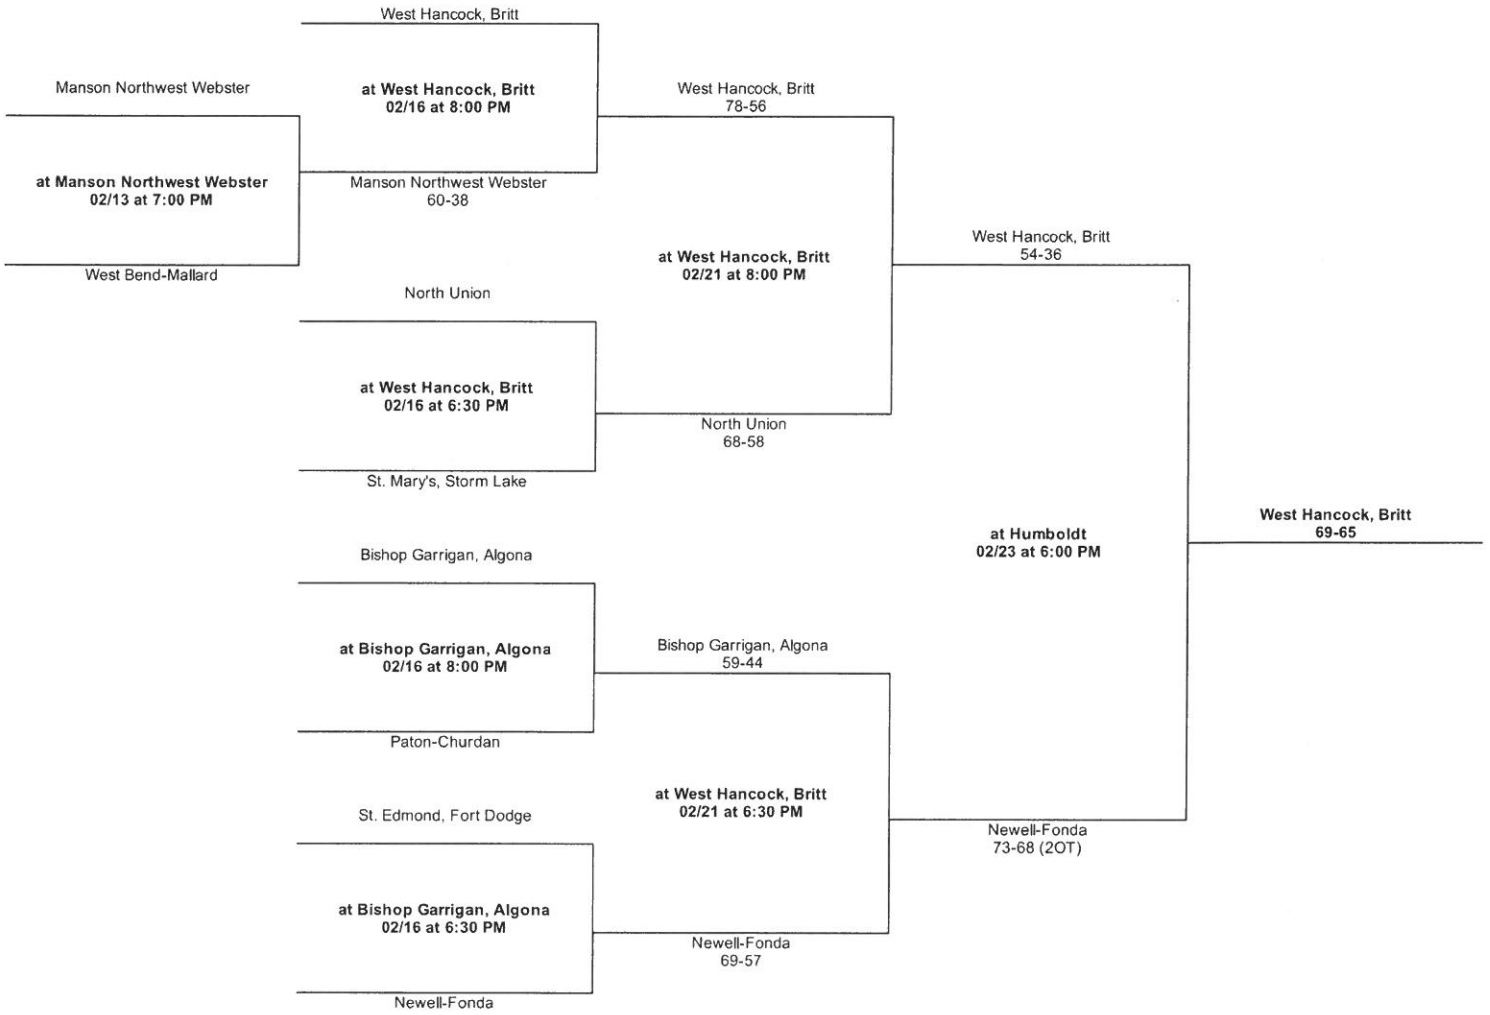 West Hancock, Britt
Manson Northwest Webster
at West Hancock, Britt
02/16 at 8:00 PM
West Hancock, Britt
78-56
at Manson Northwest Webster
02/13 at 7:00 PM
Manson Northwest Webster
60-38
West Bend-Mallard
at West Hancock, Britt
02/21 at 8:00 PM
West Hancock, Britt
54-36
North Union
at West Hancock, Britt
02/16 at 6:30 PM
North Union
68-58
St. Mary's, Storm Lake
at Humboldt
02/23 at 6:00 PM
West Hancock, Britt
69-65
Bishop Garrigan, Algona
at Bishop Garrigan, Algona
02/16 at 8:00 PM
Bishop Garrigan, Algona
59-44
Paton-Churdan
at West Hancock, Britt
02/21 at 6:30 PM
St. Edmond, Fort Dodge
Newell-Fonda
73-68 (2OT)
at Bishop Garrigan, Algona
02/16 at 6:30 PM
Newell-Fonda
69-57
Newell-Fonda